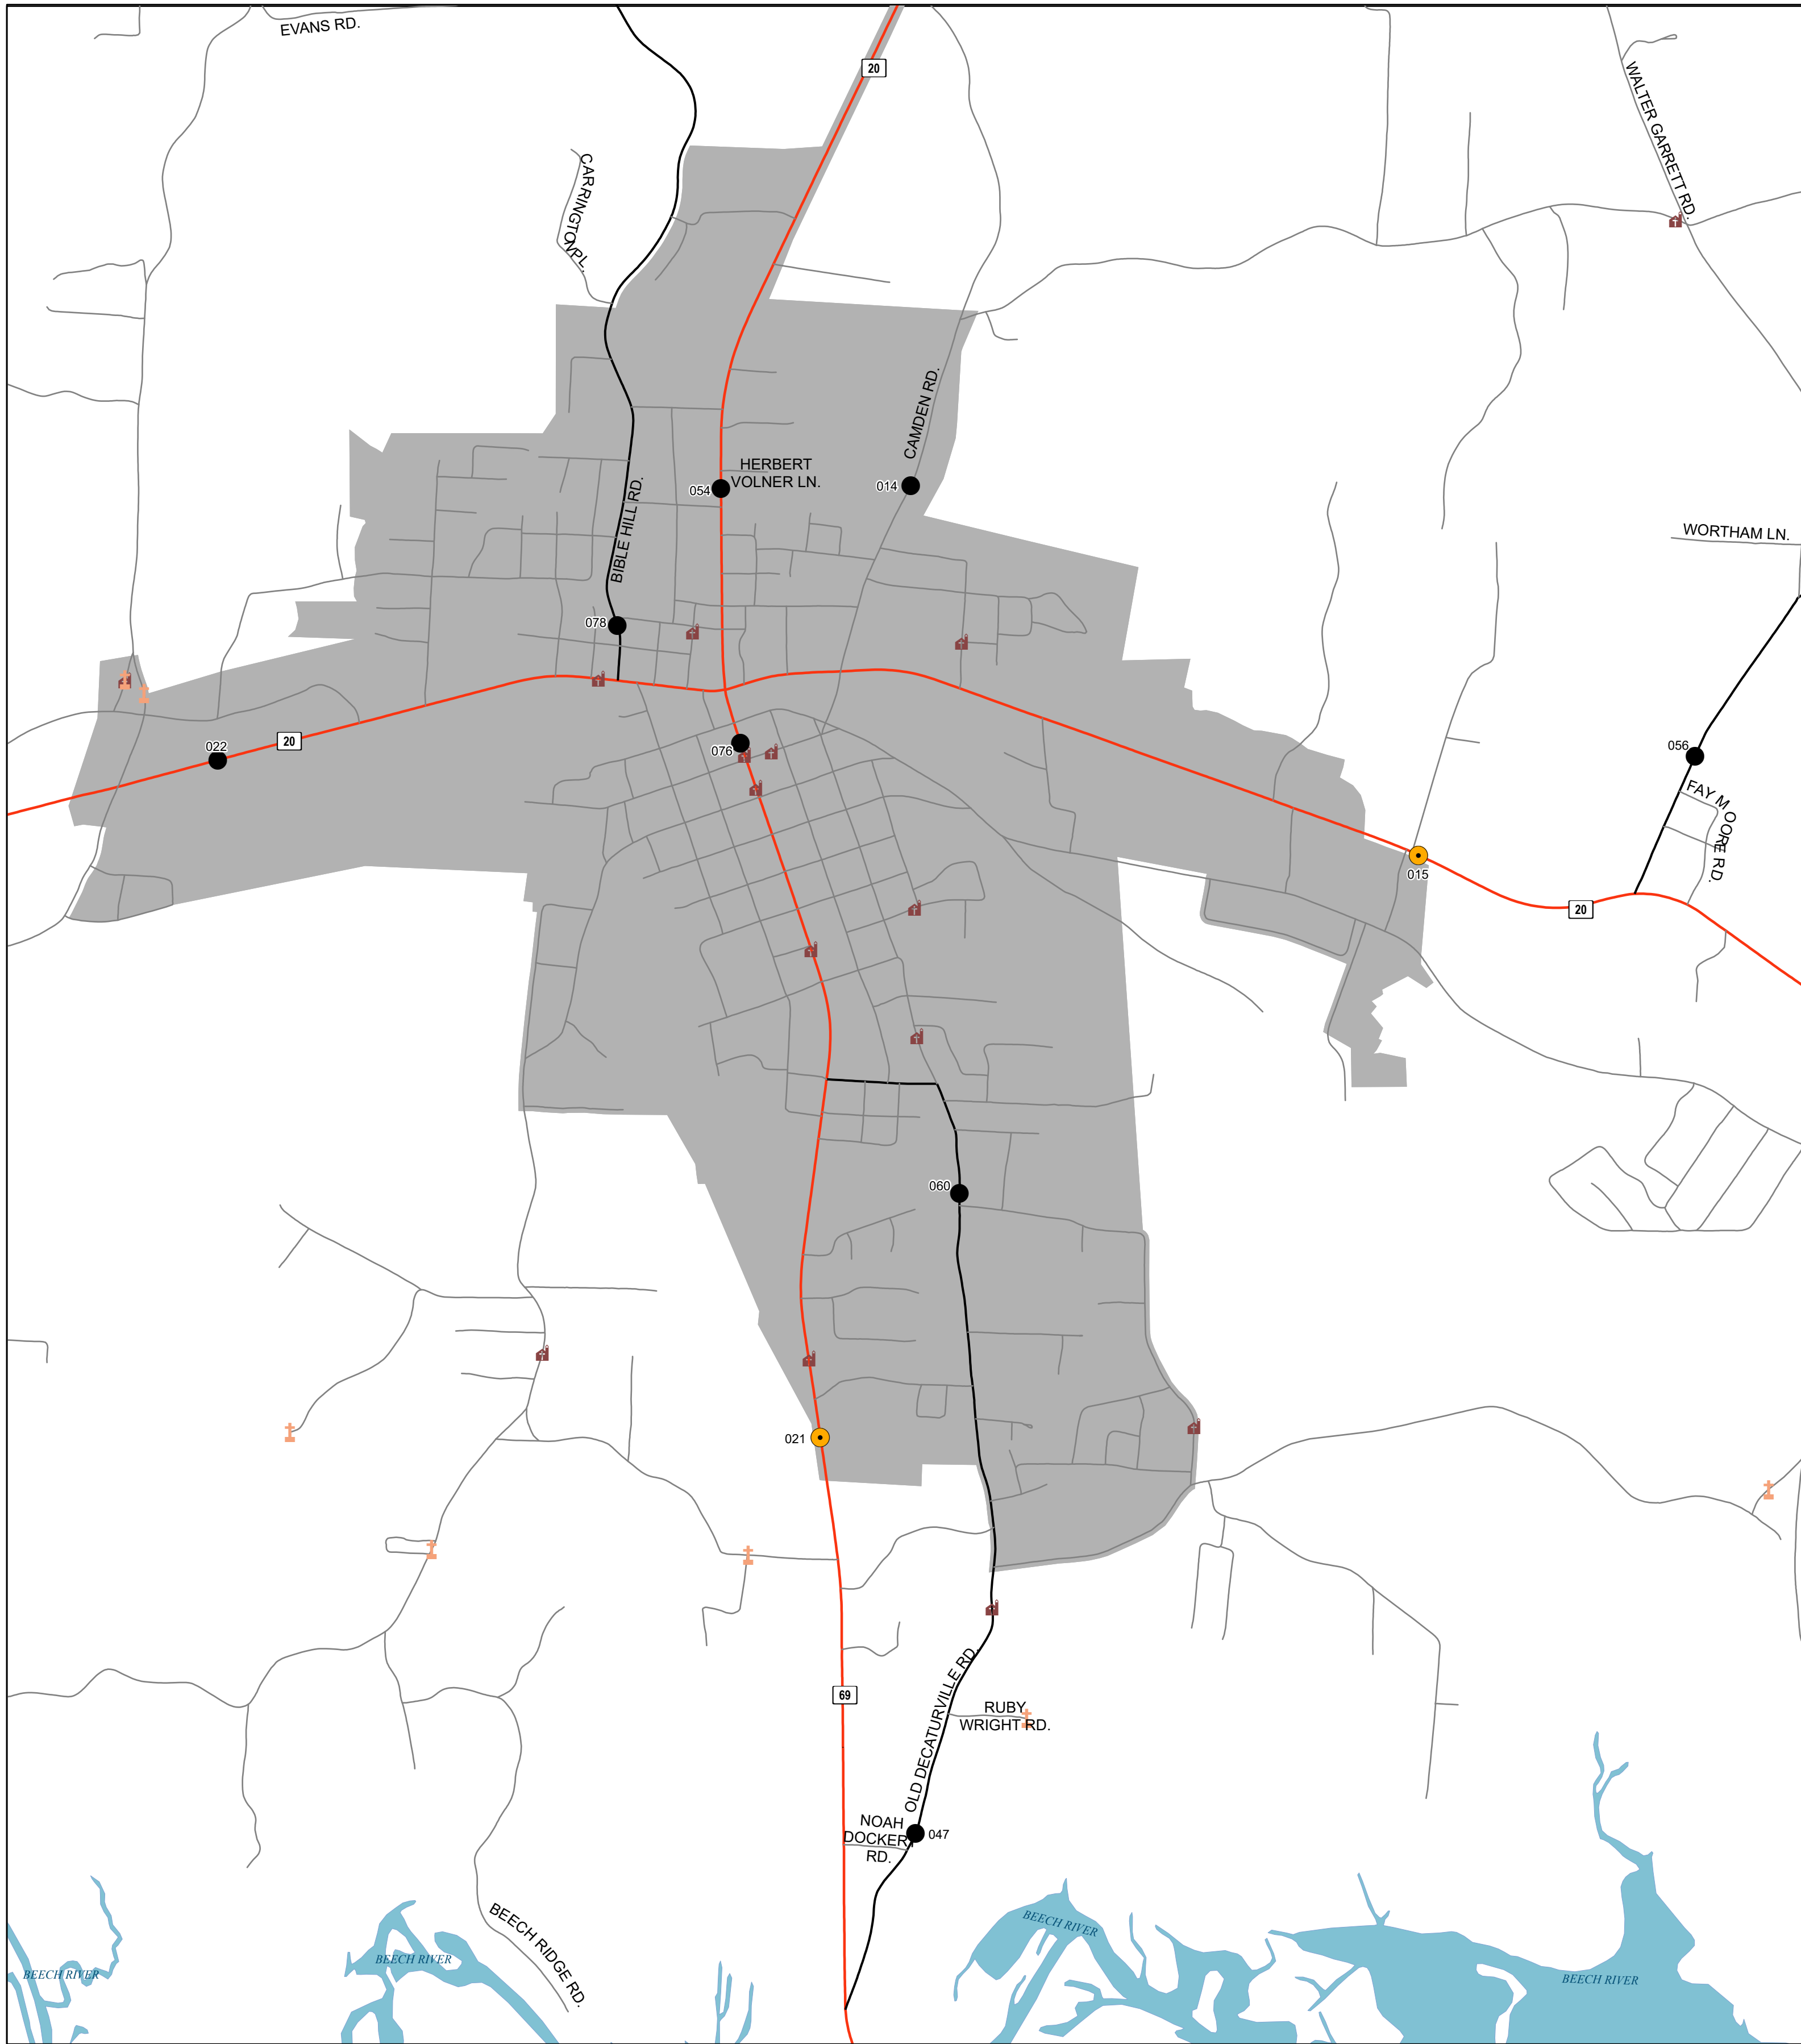 EVANS RD.
20
WALTER GARRETT RD.
CARRINGTON PL.
CAMDEN RD.
HERBERT
VOLNER LN.
054
014
BIBLE HILL RD.
WORTHAM LN.
078
022
20
076
056
FAY MOORE RD.
015
20
060
021
69
OLD DECATURVILLE RD.
RUBY
WRIGHT RD.
NOAH
DOCKERY
RD.
047
BEECH RIDGE RD.
BEECH RIVER
BEECH RIVER
BEECH RIVER
BEECH RIVER